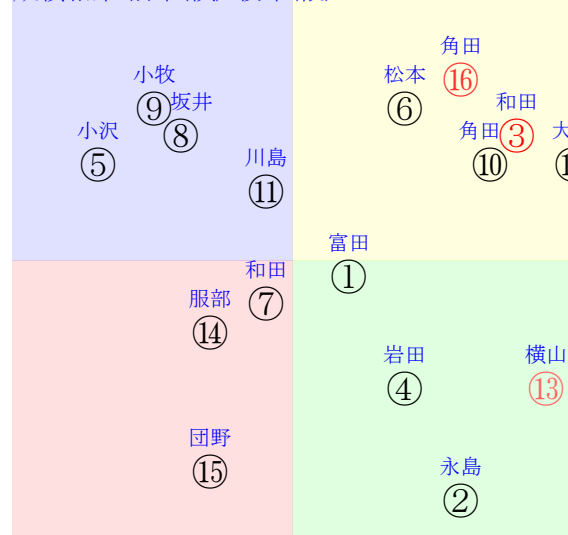 角田
⑯
小牧
⑨
松本
⑥
坂井
⑧
和田
③
小沢
⑤
角田
⑩
川島
⑪
富田
①
和田
⑦
服部
⑭
岩田
④
横山
⑬
団野
⑮
永島
②